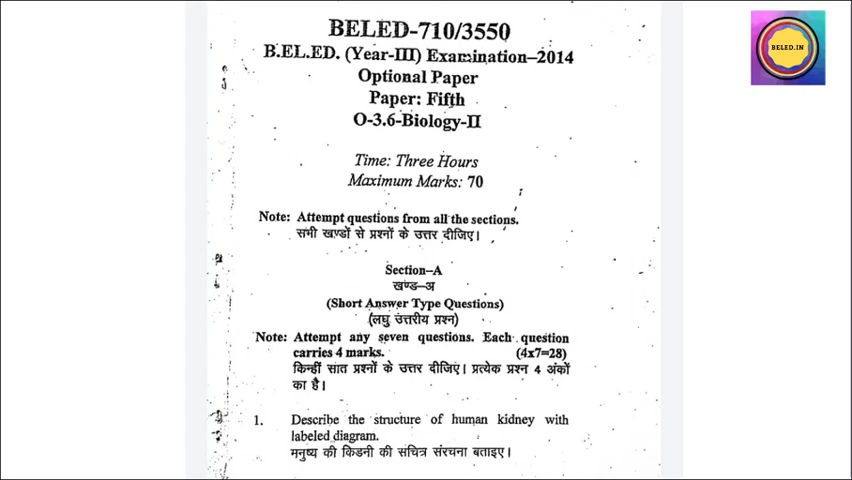 BELED-710/3550
B.EL.ED. (Year-III) Examination–2014
Optional Paper
Paper: Fifth
O-3.6-Biology-II
Time: Three Hours
Maximum Marks: 70
Note: Attempt questions from all the sections.
सभी खण्डों से प्रश्नों के उत्तर दीजिए।
Section–A
खण्ड–अ
(Short Answer Type Questions)
(लघु उत्तरीय प्रश्न)
Note: Attempt any seven questions. Each question
carries 4 marks. (4x7=28)
किन्हीं सात प्रश्नों के उत्तर दीजिए। प्रत्येक प्रश्न 4 अंकों
का है।
1. Describe the structure of human kidney with
labeled diagram.
मनुष्य की किडनी की सचित्र संरचना बताइए।
BELED.IN